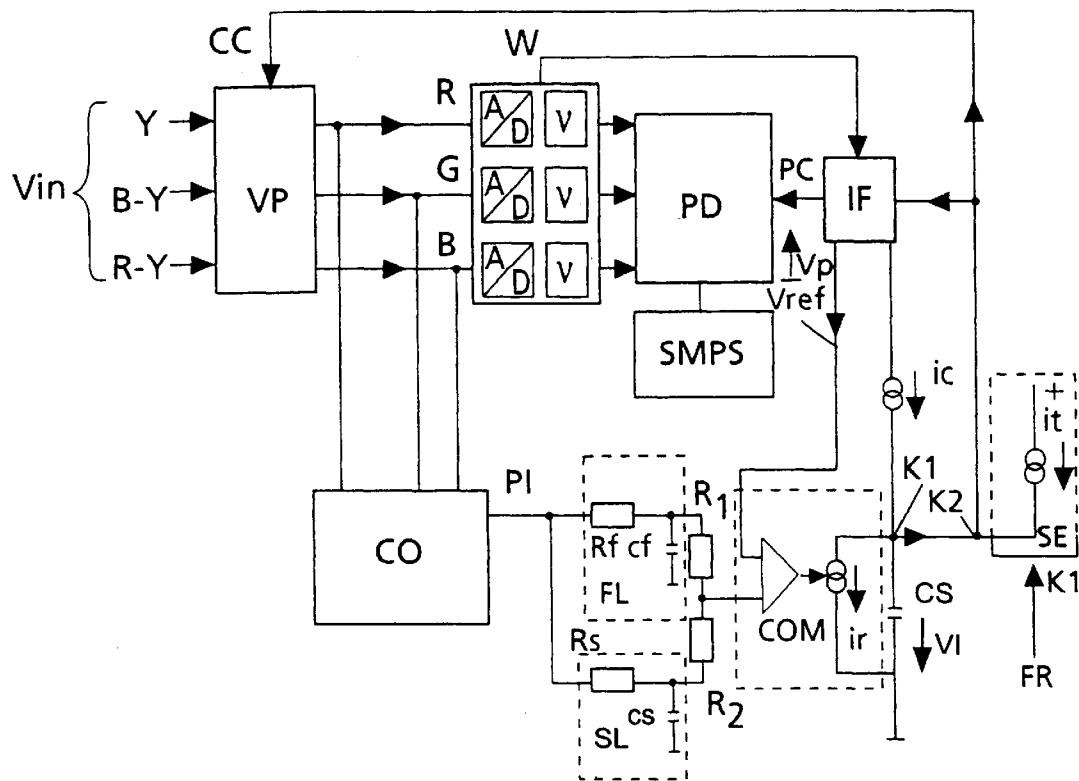 CC
W
Vin
Y
B-Y
R-Y
VP
R
G
B
A/D
V
A/D
V
A/D
V
PD
PC
IF
Vp
Vref
SMPS
ic
+
it
K1
K2
SE
K1
FR
CO
PI
Rf
cf
FL
R1
COM
ir
CS
VI
Rs
cs
SL
R2